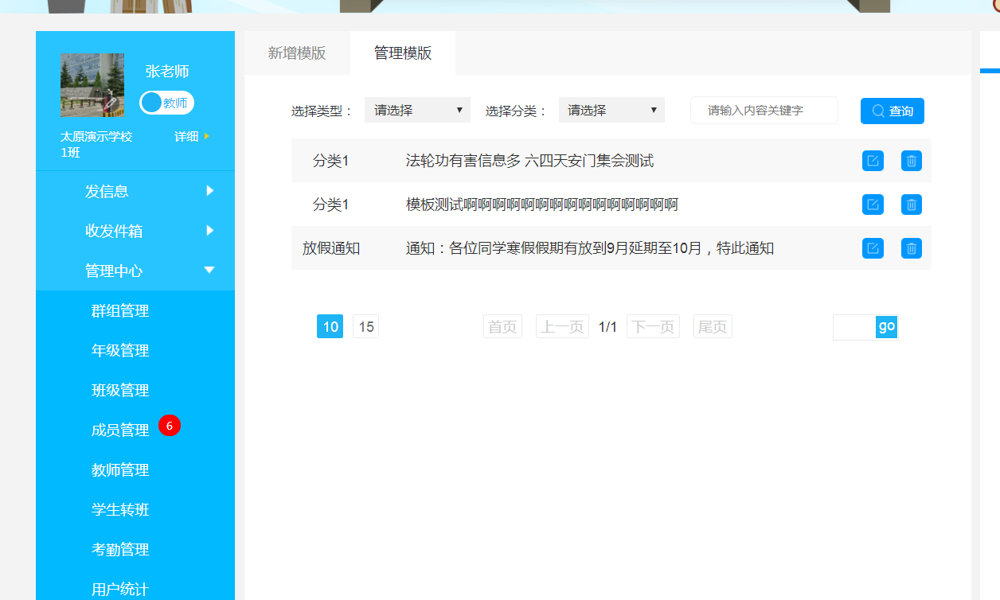 张老师
教师
太原演示学校
1班
详细
发信息
收发件箱
管理中心
群组管理
年级管理
班级管理
成员管理 6
教师管理
学生转班
考勤管理
用户统计
新增模版 管理模版
选择类型： 请选择 选择分类： 请选择 请输入内容关键字 查询
分类1 法轮功有害信息多 六四天安门集会测试
分类1 模板测试啊啊啊啊啊啊啊啊啊啊啊啊啊啊啊
放假通知 通知：各位同学寒假假期有放到9月延期至10月，特此通知
10 15 首页 上一页 1/1 下一页 尾页 go